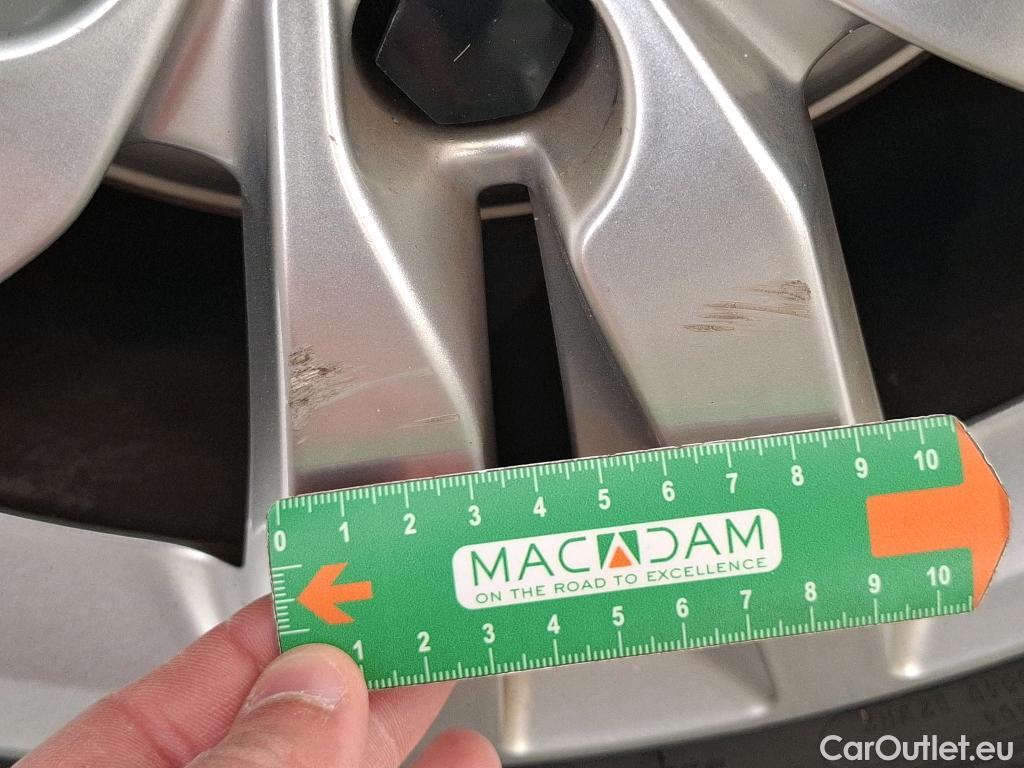 0 1 2 3 4 5 6 7 8 9 10
MACADAM
ON THE ROAD TO EXCELLENCE
1 2 3 4 5 6 7 8 9 10
CarOutlet.eu